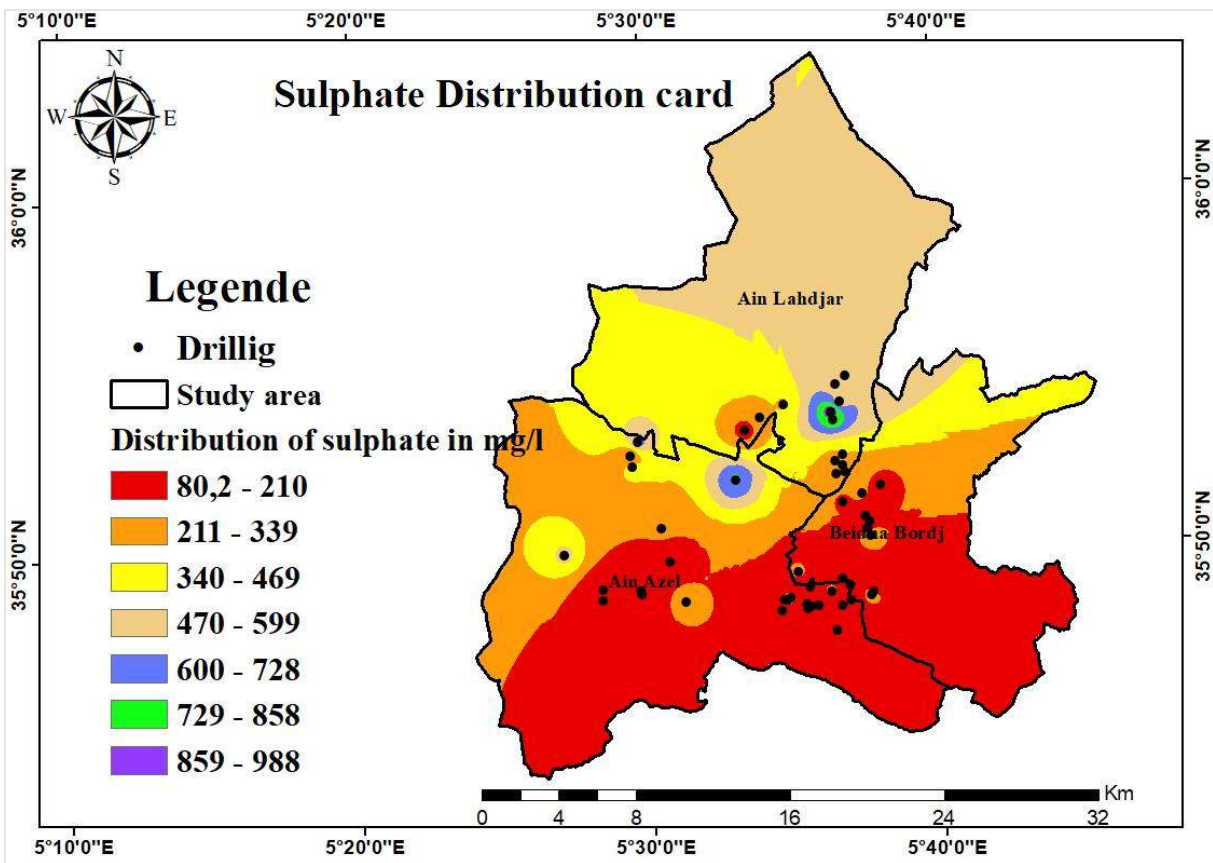 5°10'0"E 5°20'0"E 5°30'0"E 5°40'0"E
N
W E
S
Sulphate Distribution card
36°0'0"N
36°0'0"N
Legende
Drillig
Study area
Distribution of sulphate in mg/l
80,2 - 210
211 - 339
340 - 469
470 - 599
600 - 728
729 - 858
859 - 988
Ain Lahdjar
Beidha Bordj
Ain Azel
35°50'0"N
35°50'0"N
Km
0 4 8 16 24 32
5°10'0"E 5°20'0"E 5°30'0"E 5°40'0"E